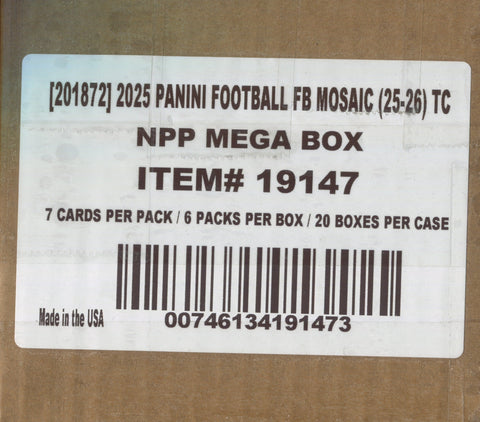 [201872] 2025 PANINI FOOTBALL FB MOSAIC (25-26) TC
NPP MEGA BOX
ITEM# 19147
7 CARDS PER PACK / 6 PACKS PER BOX / 20 BOXES PER CASE
Made in the USA
00746134191473